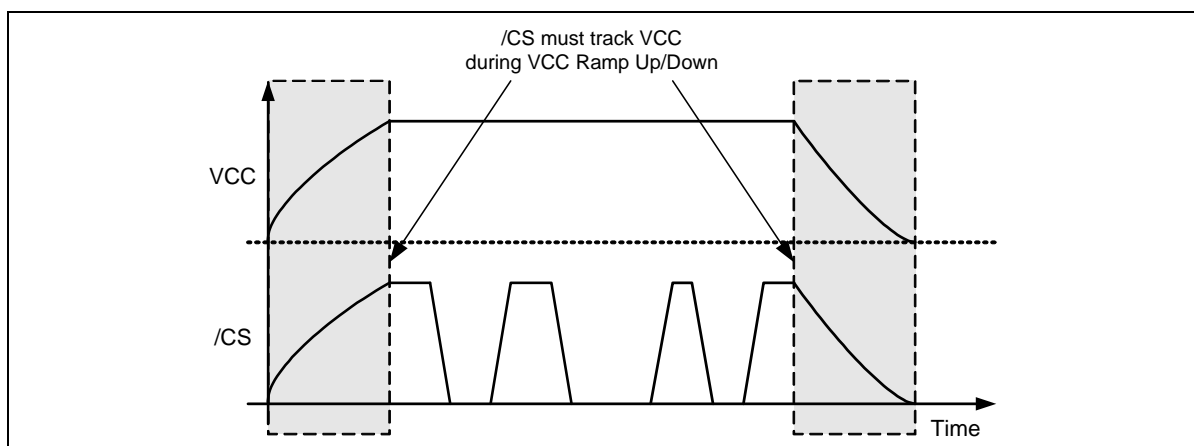 /CS must track VCC
during VCC Ramp Up/Down
VCC
/CS
Time